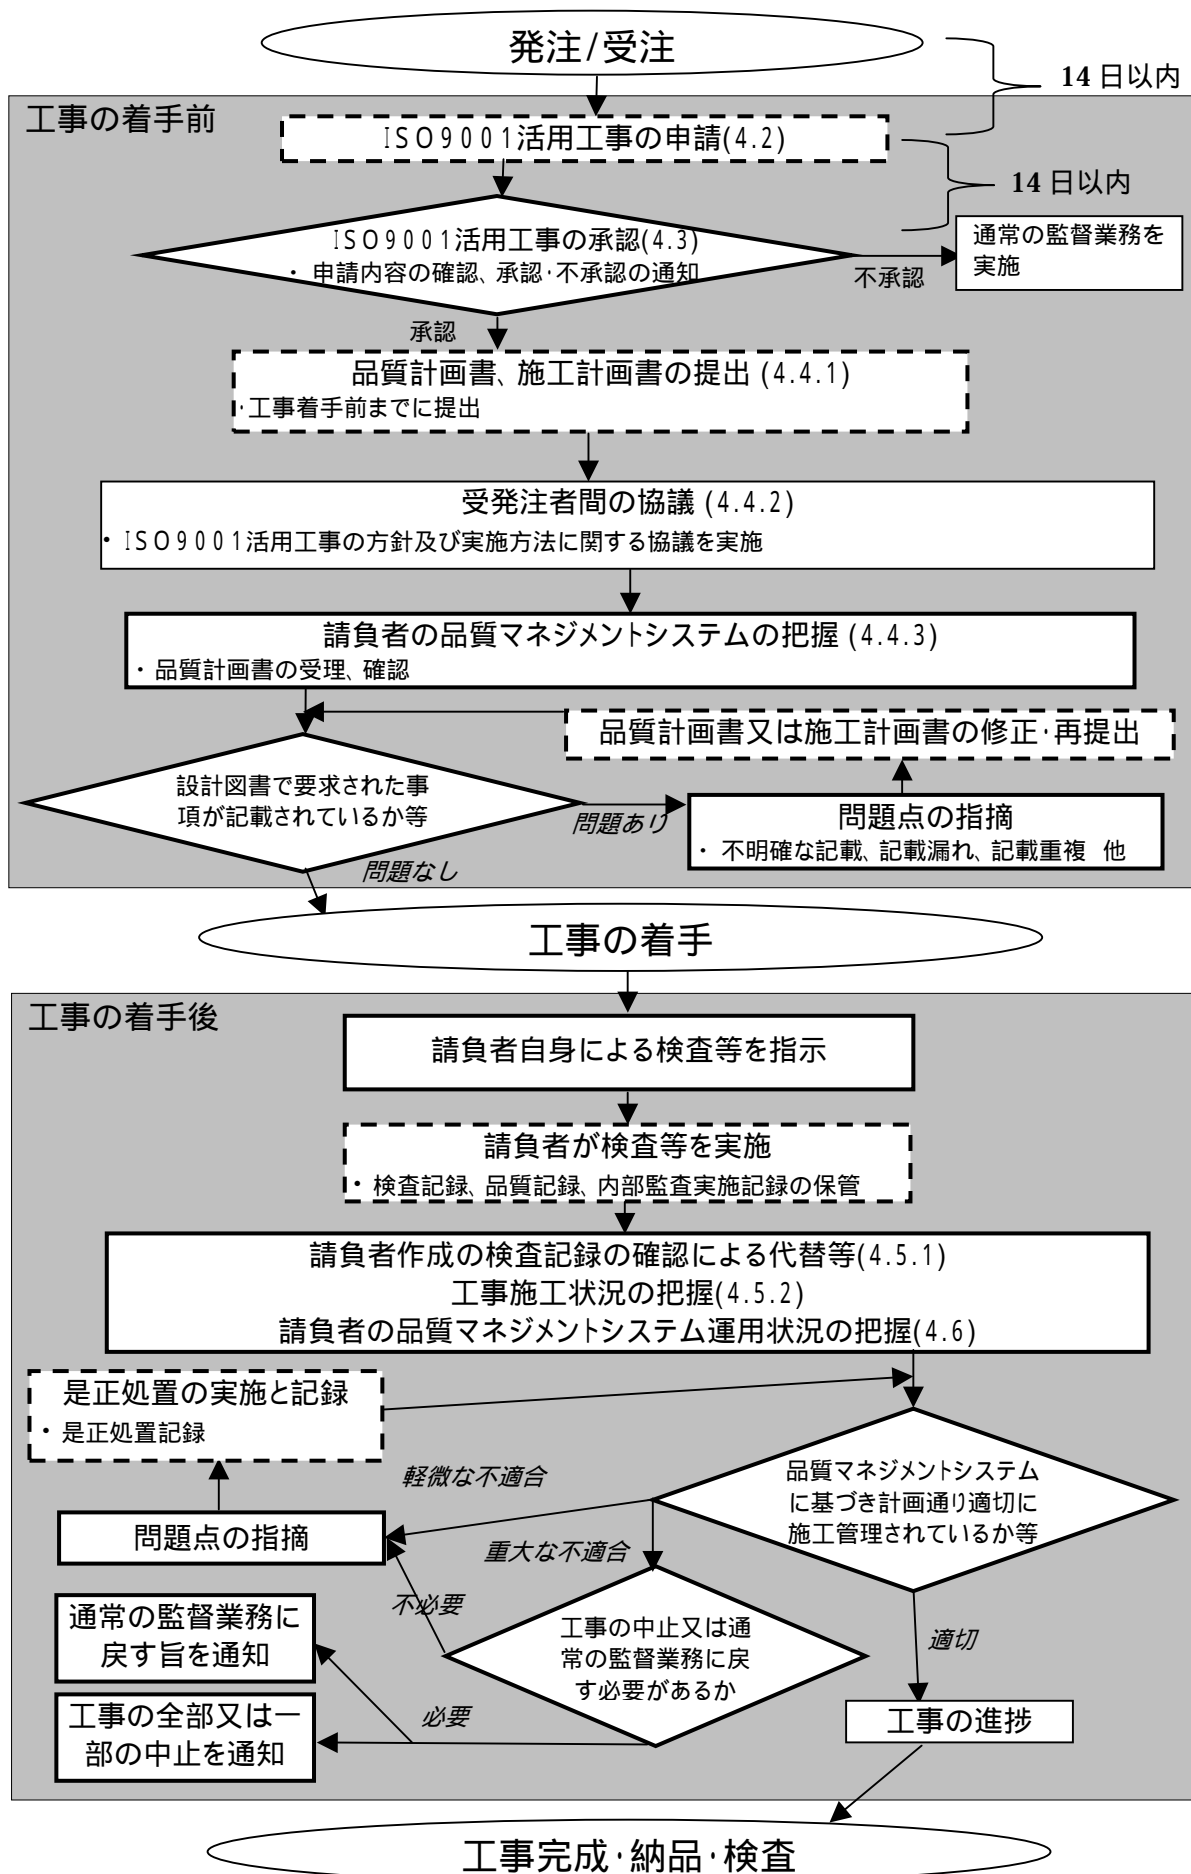 発注/受注
14日以内
工事の着手前
ISO9001活用工事の申請(4.2)
14日以内
ISO9001活用工事の承認(4.3)
・ 申請内容の確認、承認・不承認の通知
通常の監督業務を
実施
不承認
承認
品質計画書、施工計画書の提出 (4.4.1)
・工事着手前までに提出
受発注者間の協議 (4.4.2)
・ ISO9001活用工事の方針及び実施方法に関する協議を実施
請負者の品質マネジメントシステムの把握 (4.4.3)
・ 品質計画書の受理、確認
品質計画書又は施工計画書の修正・再提出
設計図書で要求された事
項が記載されているか等
問題あり
問題点の指摘
・ 不明確な記載、記載漏れ、記載重複 他
問題なし
工事の着手
工事の着手後
請負者自身による検査等を指示
請負者が検査等を実施
・ 検査記録、品質記録、内部監査実施記録の保管
請負者作成の検査記録の確認による代替等(4.5.1)
工事施工状況の把握(4.5.2)
請負者の品質マネジメントシステム運用状況の把握(4.6)
是正処置の実施と記録
・ 是正処置記録
軽微な不適合
品質マネジメントシステム
に基づき計画通り適切に
施工管理されているか等
問題点の指摘
重大な不適合
不必要
通常の監督業務に
戻す旨を通知
工事の中止又は通
常の監督業務に戻
す必要があるか
適切
工事の全部又は一
部の中止を通知
必要
工事の進捗
工事完成・納品・検査